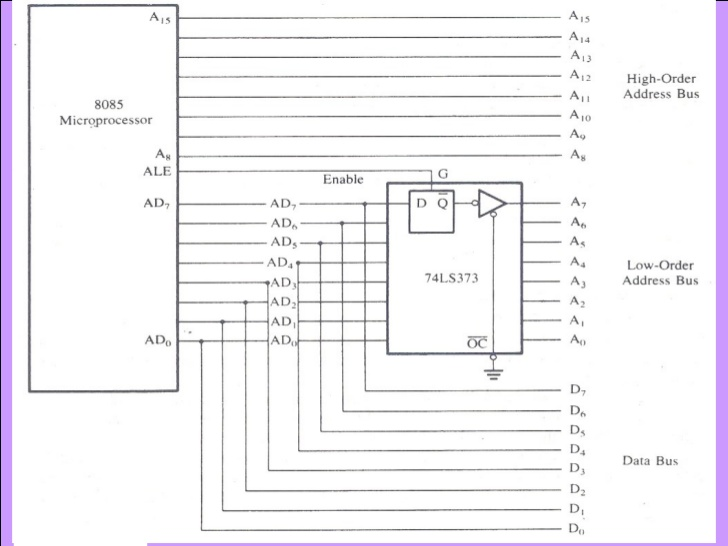 A₁₅ A₁₅
A₁₄
A₁₃
A₁₂
High-Order
Address Bus
8085
Microprocessor
A₁₁
A₁₀
A₉
A₈ A₈
ALE
Enable G
AD₇ AD₇ D Q̅ A₇
AD₆ A₆
AD₅ A₅
AD₄ A₄
Low-Order
Address Bus
74LS373
AD₃ A₃
AD₂ A₂
AD₁ A₁
AD₀ AD₀ O̅C̅ A₀
D₇
D₆
D₅
D₄
Data Bus
D₃
D₂
D₁
D₀